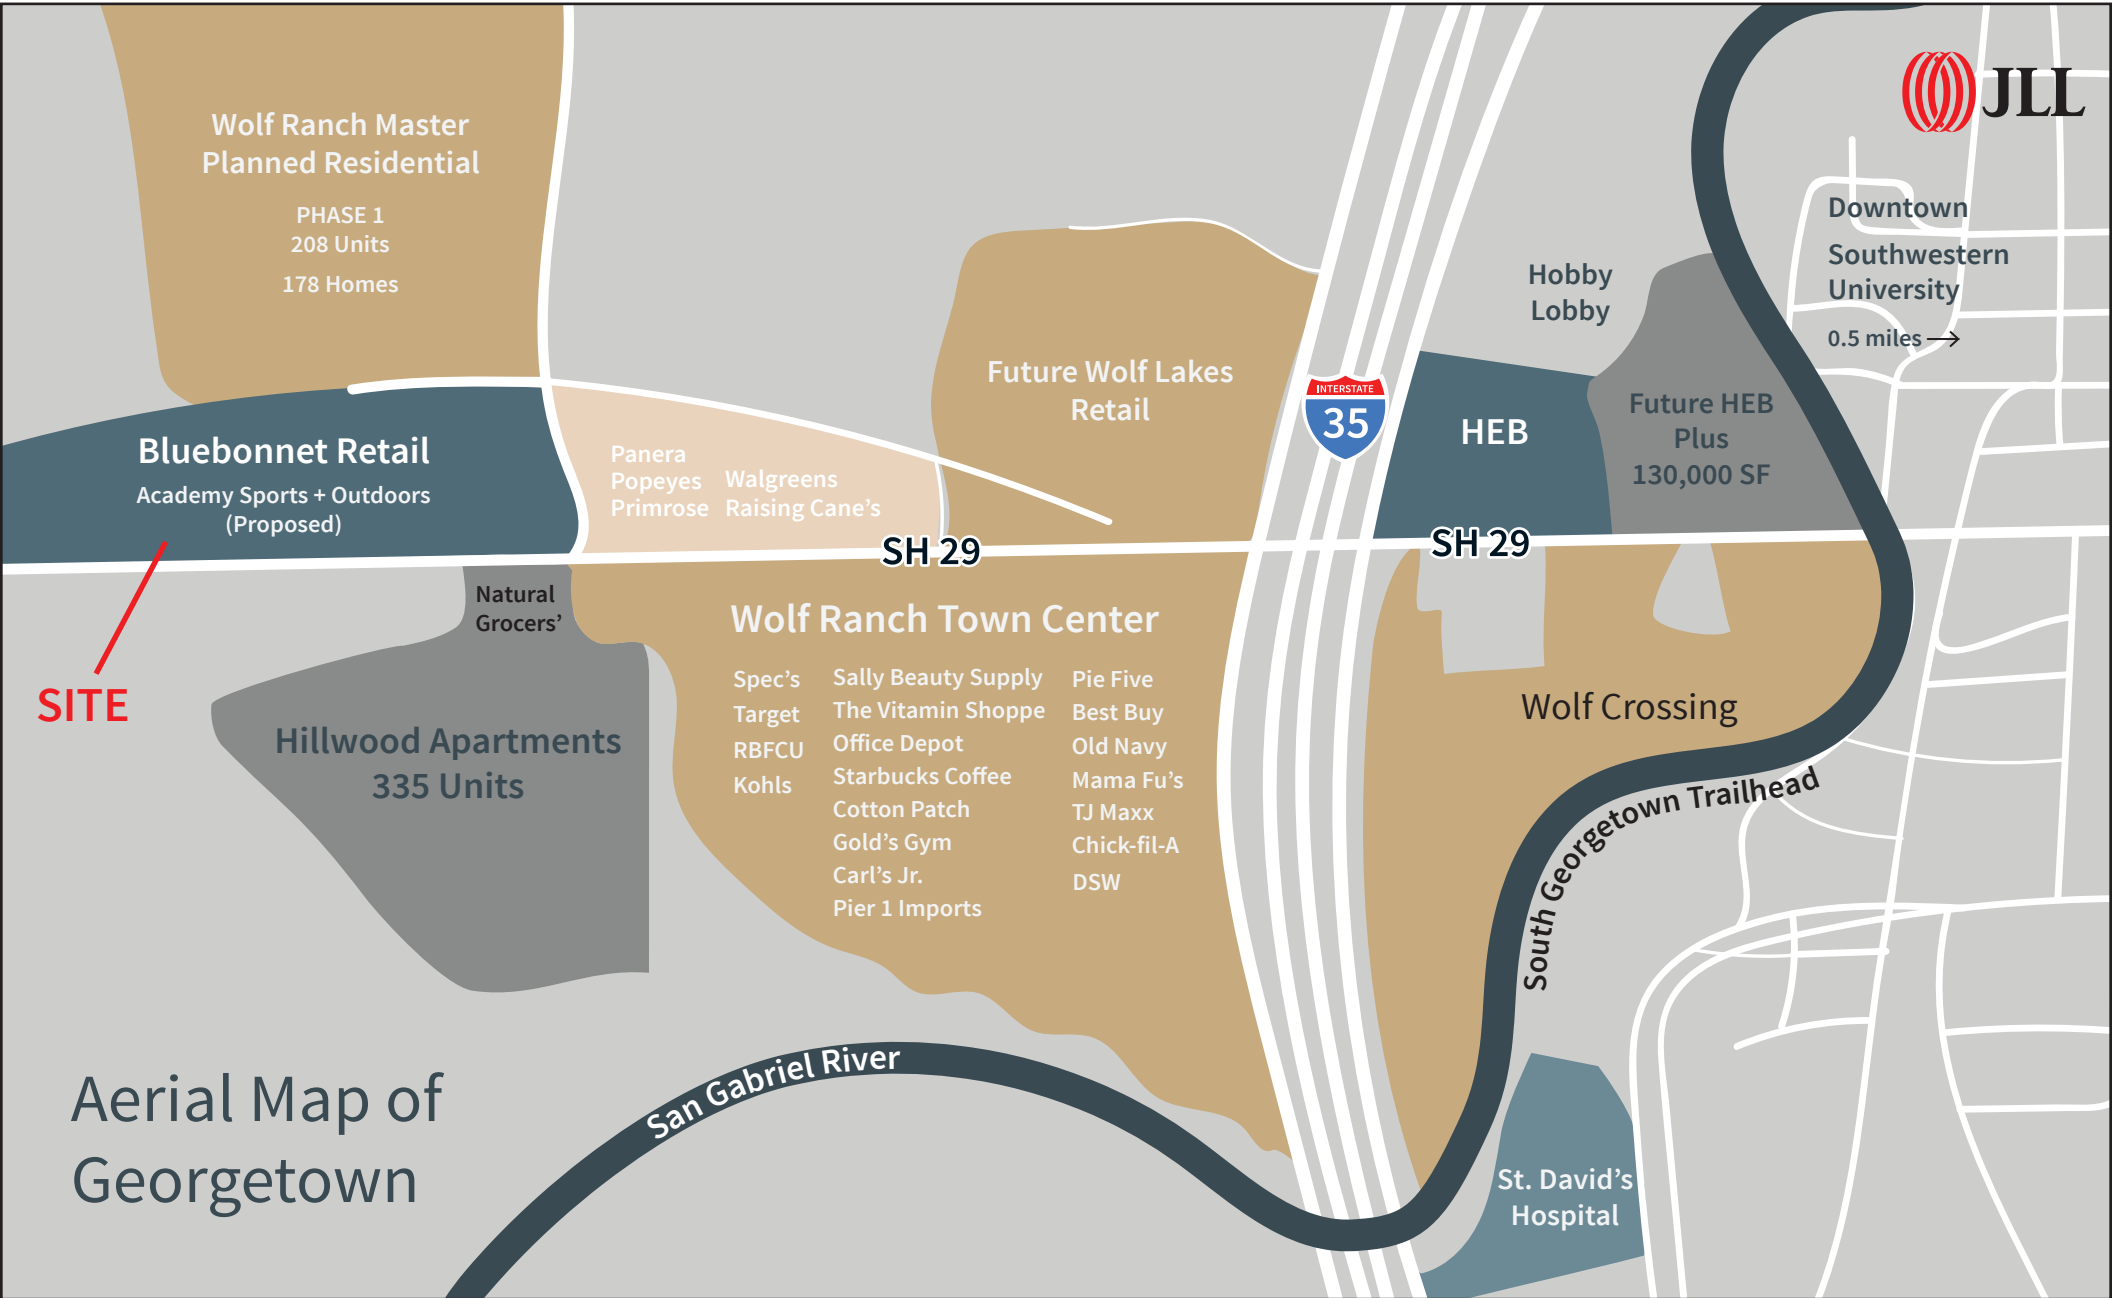 JLL
Wolf Ranch Master
Planned Residential
PHASE 1
208 Units
178 Homes
Downtown
Southwestern
University
0.5 miles
Hobby
Lobby
Future Wolf Lakes
Retail
INTERSTATE
35
HEB
Future HEB
Plus
130,000 SF
Bluebonnet Retail
Academy Sports + Outdoors
(Proposed)
Panera
Popeyes
Primrose
Walgreens
Raising Cane’s
SH 29
SH 29
SITE
Natural
Grocers’
Hillwood Apartments
335 Units
Wolf Ranch Town Center
Spec’s
Target
RBFCU
Kohls
Sally Beauty Supply
The Vitamin Shoppe
Office Depot
Starbucks Coffee
Cotton Patch
Gold’s Gym
Carl’s Jr.
Pier 1 Imports
Pie Five
Best Buy
Old Navy
Mama Fu’s
TJ Maxx
Chick-fil-A
DSW
Wolf Crossing
South Georgetown Trailhead
San Gabriel River
St. David’s
Hospital
Aerial Map of
Georgetown